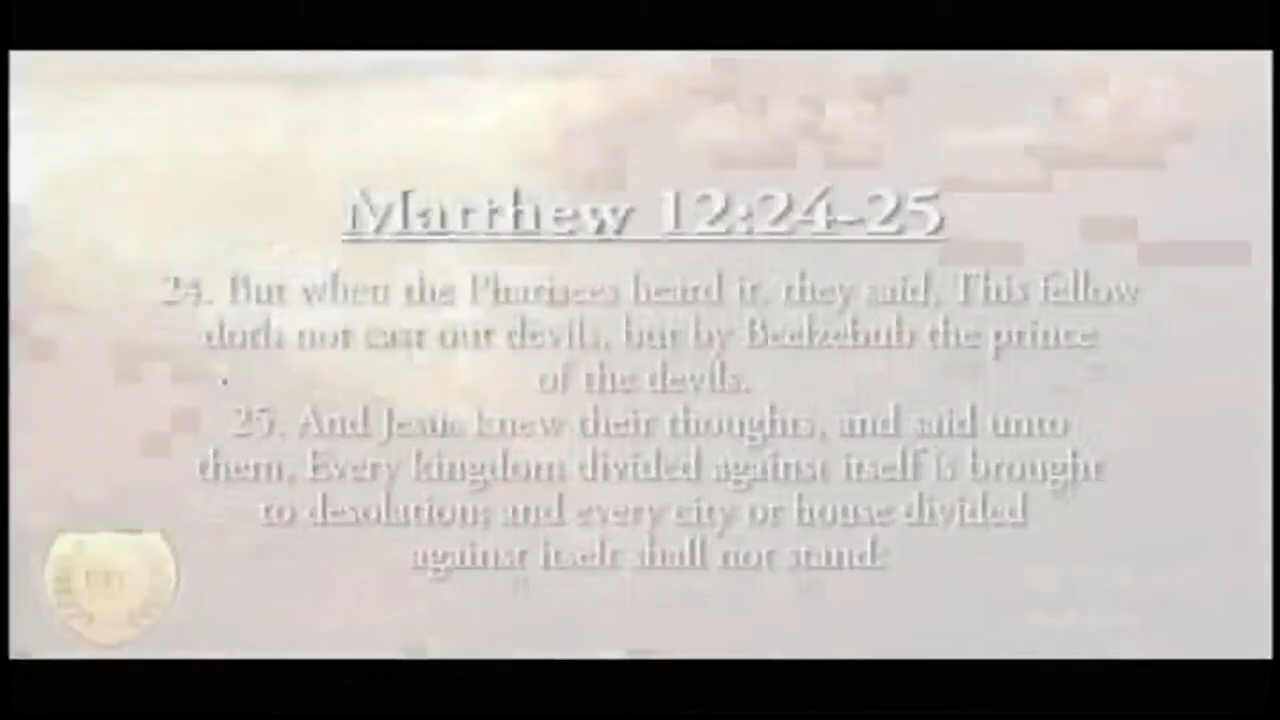 Matthew 12:24-25
24. But when the Pharisees heard it, they said, This fellow
doth not cast out devils, but by Beelzebub the prince
of the devils.
25. And Jesus knew their thoughts, and said unto
them, Every kingdom divided against itself is brought
to desolation; and every city or house divided
against itself shall not stand: